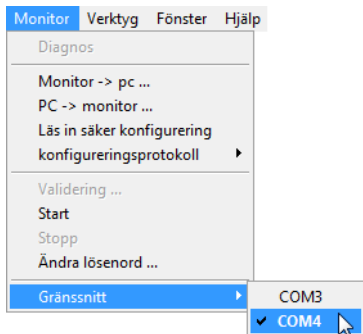 Monitor Verktyg Fönster Hjälp
Diagnos
Monitor -> pc ...
PC -> monitor ...
Läs in säker konfigurering
konfigureringsprotokoll
Validering ...
Start
Stopp
Ändra lösenord ...
Gränssnitt COM3
COM4